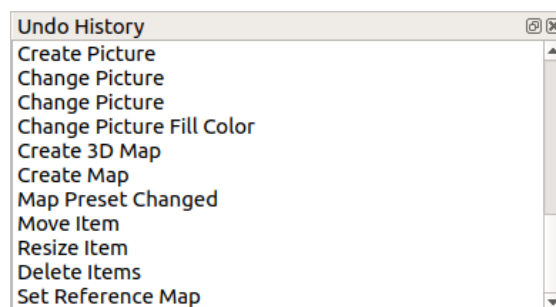 Undo History
Create Picture
Change Picture
Change Picture
Change Picture Fill Color
Create 3D Map
Create Map
Map Preset Changed
Move Item
Resize Item
Delete Items
Set Reference Map